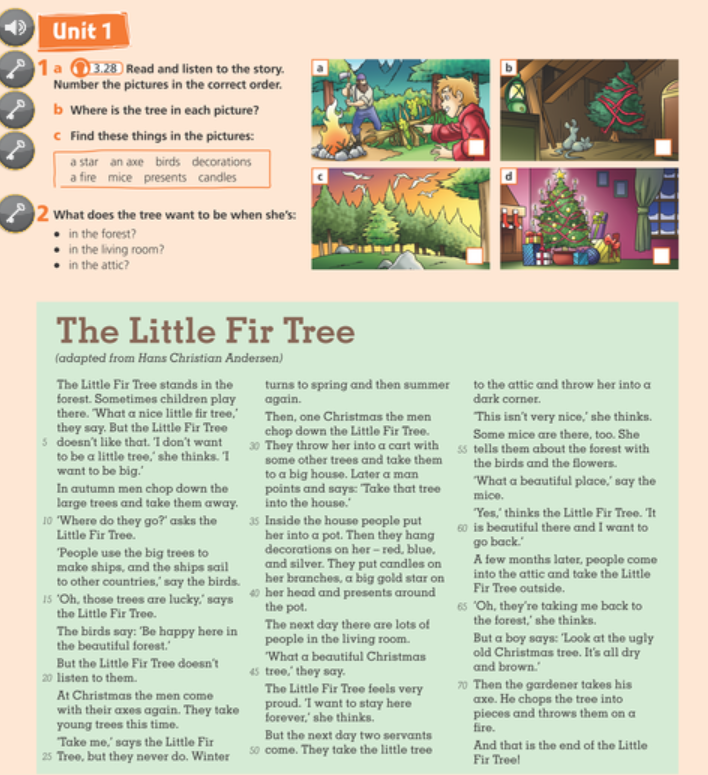 Unit 1
1 a 3.28 Read and listen to the story.
Number the pictures in the correct order.
b Where is the tree in each picture?
c Find these things in the pictures:
a star an axe birds decorations
a fire mice presents candles
2 What does the tree want to be when she's:
• in the forest?
• in the living room?
• in the attic?
a
b
c
d
The Little Fir Tree
(adapted from Hans Christian Andersen)
The Little Fir Tree stands in the
forest. Sometimes children play
there. 'What a nice little fir tree,'
they say. But the Little Fir Tree
5 doesn't like that. 'I don't want
to be a little tree,' she thinks. 'I
want to be big.'
In autumn men chop down the
large trees and take them away.
10 'Where do they go?' asks the
Little Fir Tree.
'People use the big trees to
make ships, and the ships sail
to other countries,' say the birds.
15 'Oh, those trees are lucky,' says
the Little Fir Tree.
The birds say: 'Be happy here in
the beautiful forest.'
But the Little Fir Tree doesn't
20 listen to them.
At Christmas the men come
with their axes again. They take
young trees this time.
'Take me,' says the Little Fir
25 Tree, but they never do. Winter
turns to spring and then summer
again.
Then, one Christmas the men
chop down the Little Fir Tree.
30 They throw her into a cart with
some other trees and take them
to a big house. Later a man
points and says: 'Take that tree
into the house.'
35 Inside the house people put
her into a pot. Then they hang
decorations on her – red, blue,
and silver. They put candles on
her branches, a big gold star on
40 her head and presents around
the pot.
The next day there are lots of
people in the living room.
'What a beautiful Christmas
45 tree,' they say.
The Little Fir Tree feels very
proud. 'I want to stay here
forever,' she thinks.
But the next day two servants
50 come. They take the little tree
to the attic and throw her into a
dark corner.
'This isn't very nice,' she thinks.
Some mice are there, too. She
55 tells them about the forest with
the birds and the flowers.
'What a beautiful place,' say the
mice.
'Yes,' thinks the Little Fir Tree. 'It
60 is beautiful there and I want to
go back.'
A few months later, people come
into the attic and take the Little
Fir Tree outside.
65 'Oh, they're taking me back to
the forest,' she thinks.
But a boy says: 'Look at the ugly
old Christmas tree. It's all dry
and brown.'
70 Then the gardener takes his
axe. He chops the tree into
pieces and throws them on a
fire.
And that is the end of the Little
Fir Tree!